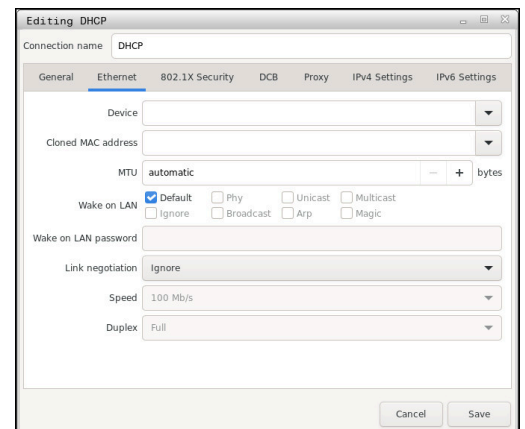 Editing DHCP
Connection name DHCP
General Ethernet 802.1X Security DCB Proxy IPv4 Settings IPv6 Settings
Device
Cloned MAC address
MTU automatic − + bytes
Wake on LAN
Default Phy Unicast Multicast
Ignore Broadcast Arp Magic
Wake on LAN password
Link negotiation Ignore
Speed 100 Mb/s
Duplex Full
Cancel Save